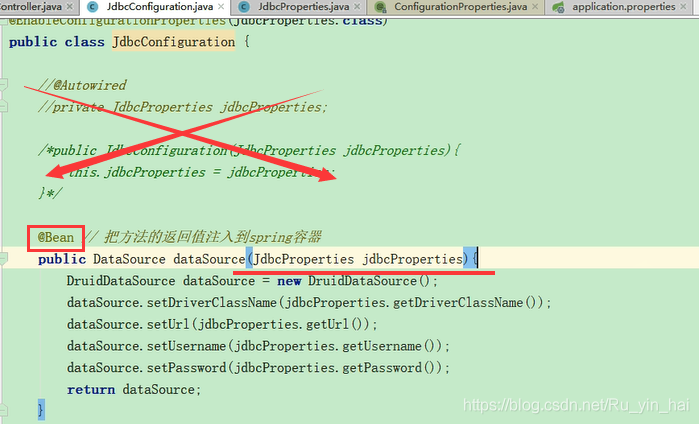 Controller.java × JdbcConfiguration.java × JdbcProperties.java × ConfigurationProperties.java × application.properties ×
@EnableConfigurationProperties(JdbcProperties.class)
public class JdbcConfiguration {
//@Autowired
//private JdbcProperties jdbcProperties;
/*public JdbcConfiguration(JdbcProperties jdbcProperties){
this.jdbcProperties = jdbcProperties;
}*/
@Bean // 把方法的返回值注入到spring容器
public DataSource dataSource(JdbcProperties jdbcProperties){
DruidDataSource dataSource = new DruidDataSource();
dataSource.setDriverClassName(jdbcProperties.getDriverClassName());
dataSource.setUrl(jdbcProperties.getUrl());
dataSource.setUsername(jdbcProperties.getUsername());
dataSource.setPassword(jdbcProperties.getPassword());
return dataSource;
}
https://blog.csdn.net/Ru_yin_hai